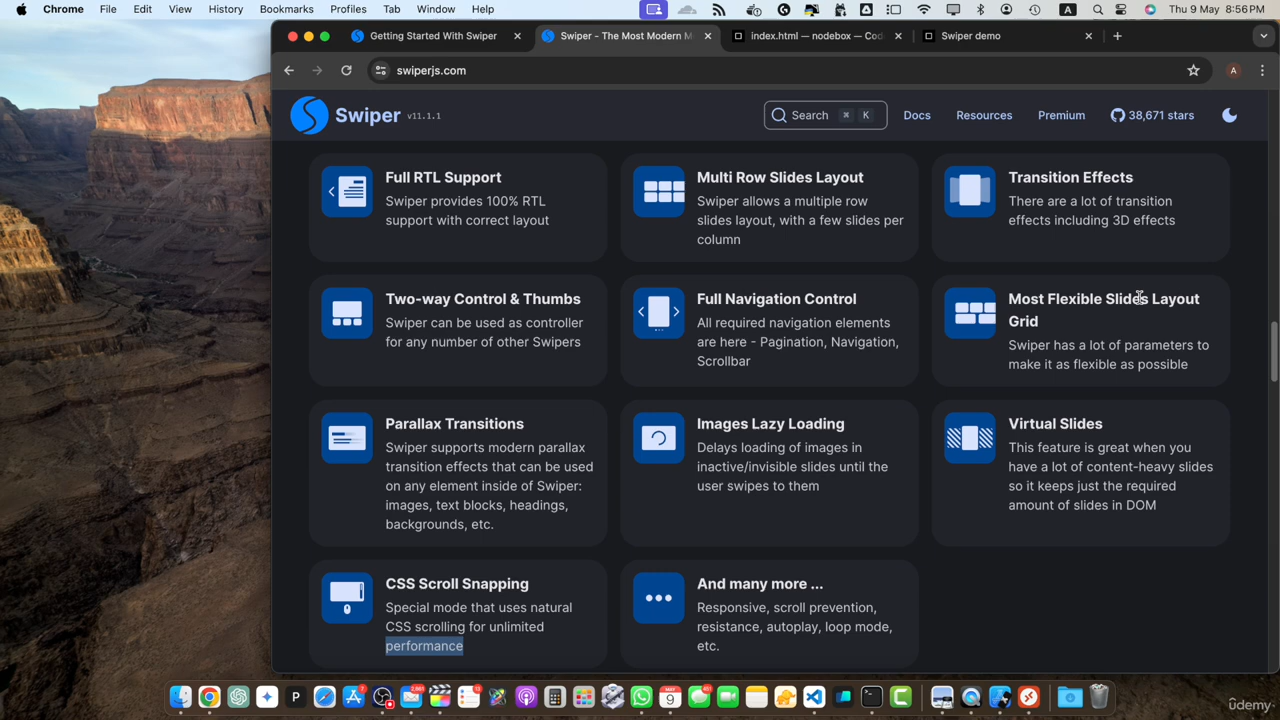 Chrome File Edit View History Bookmarks Profiles Tab Window Help A Thu 9 May 8:56 PM
Getting Started With Swiper
Swiper - The Most Modern M
index.html — nodebox — Cod
Swiper demo
swiperjs.com
A
Swiper v11.1.1
Search ⌘ K
Docs
Resources
Premium
38,671 stars
Full RTL Support
Swiper provides 100% RTL
support with correct layout
Multi Row Slides Layout
Swiper allows a multiple row
slides layout, with a few slides per
column
Transition Effects
There are a lot of transition
effects including 3D effects
Two-way Control & Thumbs
Swiper can be used as controller
for any number of other Swipers
Full Navigation Control
All required navigation elements
are here - Pagination, Navigation,
Scrollbar
Most Flexible Slides Layout
Grid
Swiper has a lot of parameters to
make it as flexible as possible
Parallax Transitions
Swiper supports modern parallax
transition effects that can be used
on any element inside of Swiper:
images, text blocks, headings,
backgrounds, etc.
Images Lazy Loading
Delays loading of images in
inactive/invisible slides until the
user swipes to them
Virtual Slides
This feature is great when you
have a lot of content-heavy slides
so it keeps just the required
amount of slides in DOM
CSS Scroll Snapping
Special mode that uses natural
CSS scrolling for unlimited
performance
And many more ...
Responsive, scroll prevention,
resistance, autoplay, loop mode,
etc.
P
9
udemy